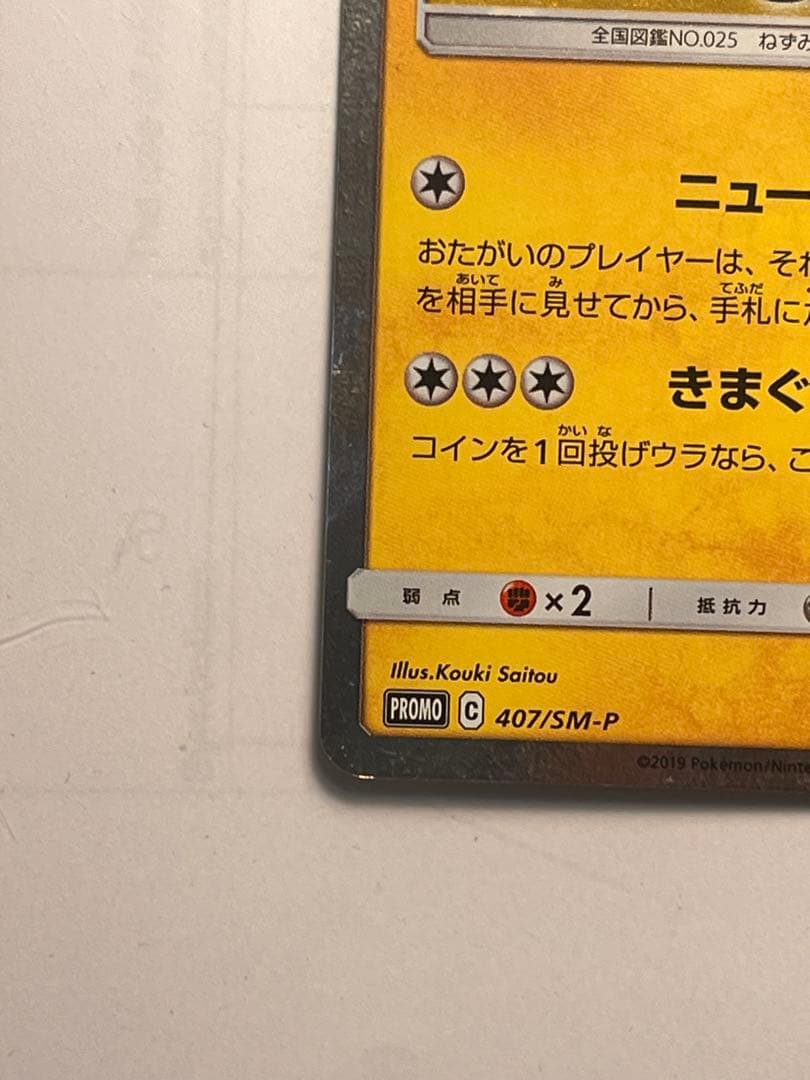 全国図鑑NO.025 ねずみ
ニュー
おたがいのプレイヤーは、それ
あいて み てふだ
を相手に見せてから、手札に
きまぐ
かい な
コインを1回投げウラなら、こ
弱点 ×2 抵抗力
Illus.Kouki Saitou
PROMO C 407/SM-P
©2019 Pokémon/Ninte